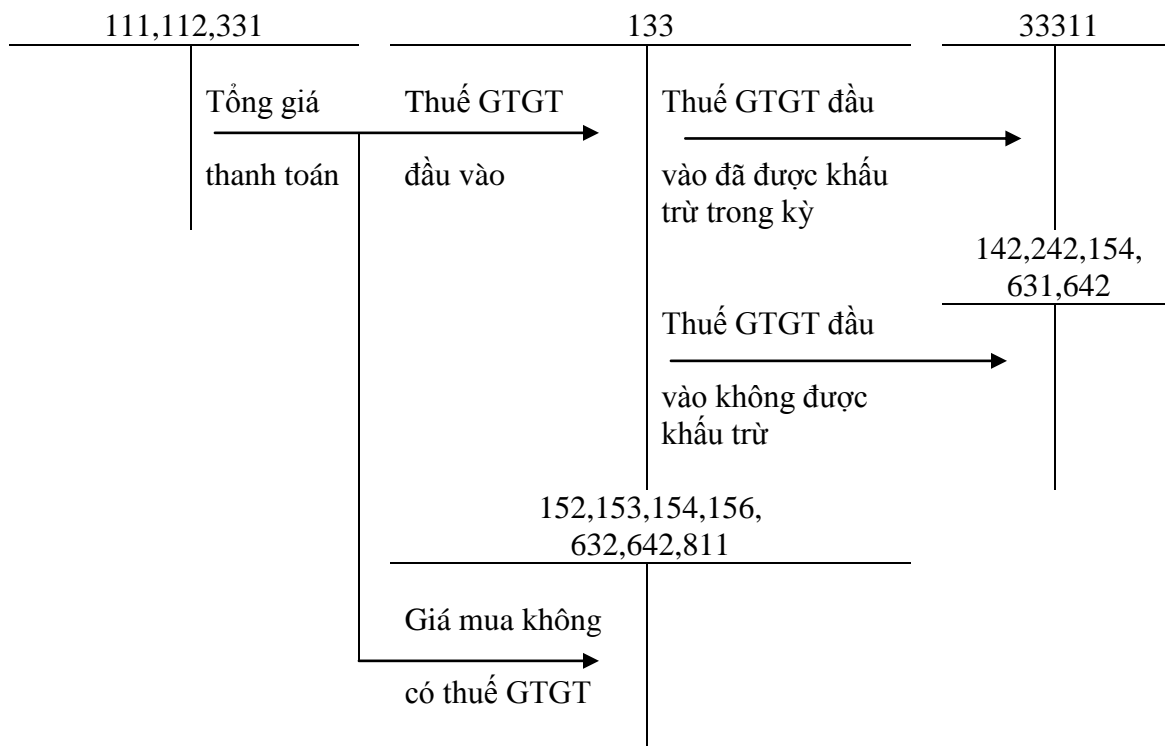 111,112,331
133
33311
Tổng giá
thanh toán
Thuế GTGT
đầu vào
Thuế GTGT đầu
vào đã được khấu
trừ trong kỳ
142,242,154,
631,642
Thuế GTGT đầu
vào không được
khấu trừ
152,153,154,156,
632,642,811
Giá mua không
có thuế GTGT